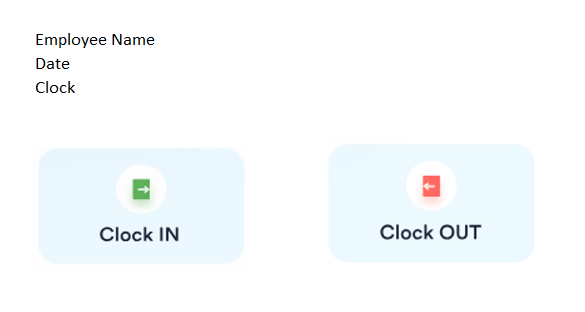 Employee Name
Date
Clock
Clock IN
Clock OUT